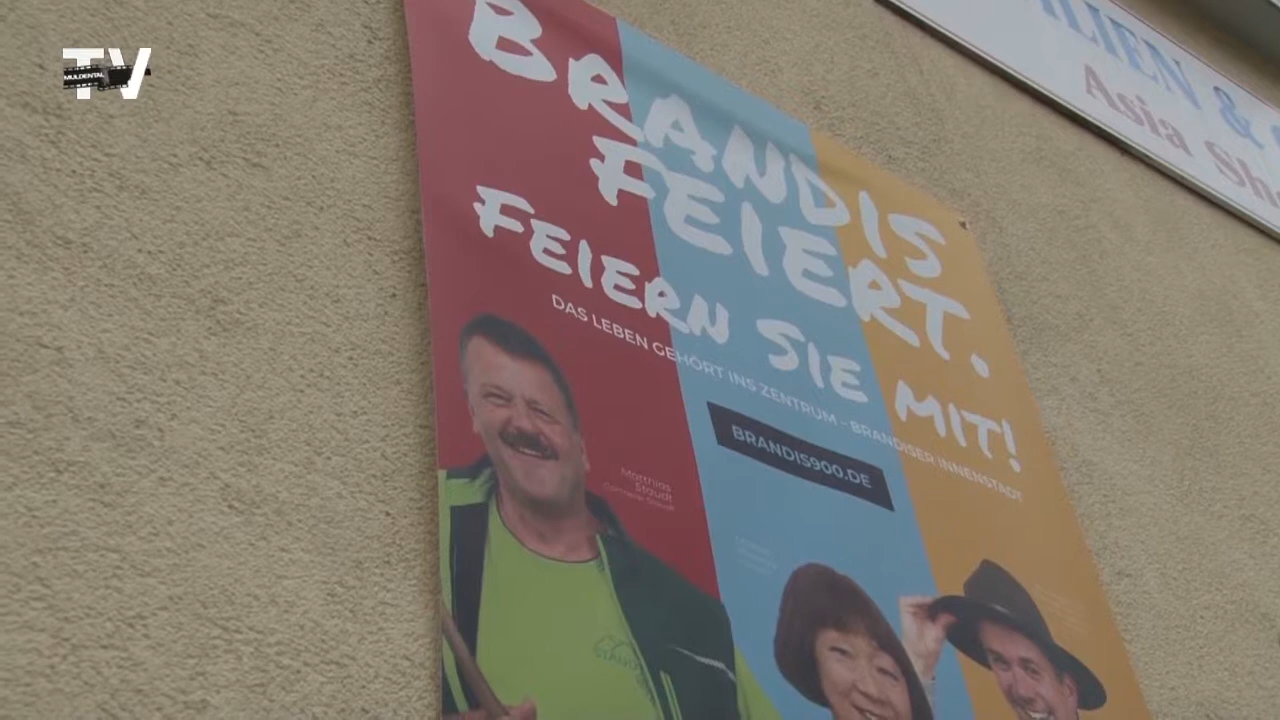 TV
MULDENTAL
BRANDIS
FEIERT.
FEIERN SIE MIT!
DAS LEBEN GEHÖRT INS ZENTRUM - BRANDISER INNENSTADT
BRANDIS900.DE
Matthias
Staudt
STAUDT
&
Asia